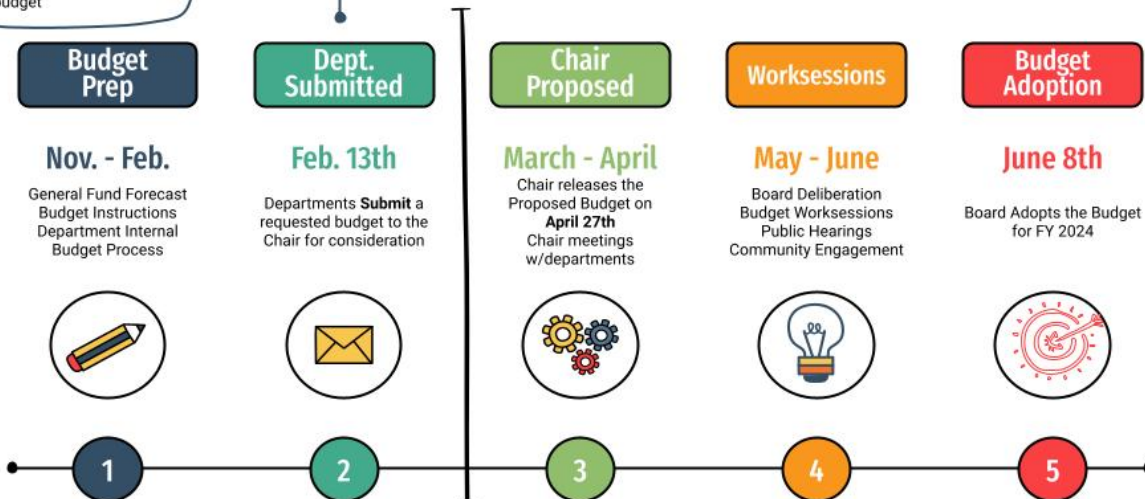 budget
Budget
Prep
Nov. - Feb.
General Fund Forecast
Budget Instructions
Department Internal
Budget Process
1
Dept.
Submitted
Feb. 13th
Departments Submit a
requested budget to the
Chair for consideration
2
Chair
Proposed
March - April
Chair releases the
Proposed Budget on
April 27th
Chair meetings
w/departments
3
Worksessions
May - June
Board Deliberation
Budget Worksessions
Public Hearings
Community Engagement
4
Budget
Adoption
June 8th
Board Adopts the Budget
for FY 2024
5